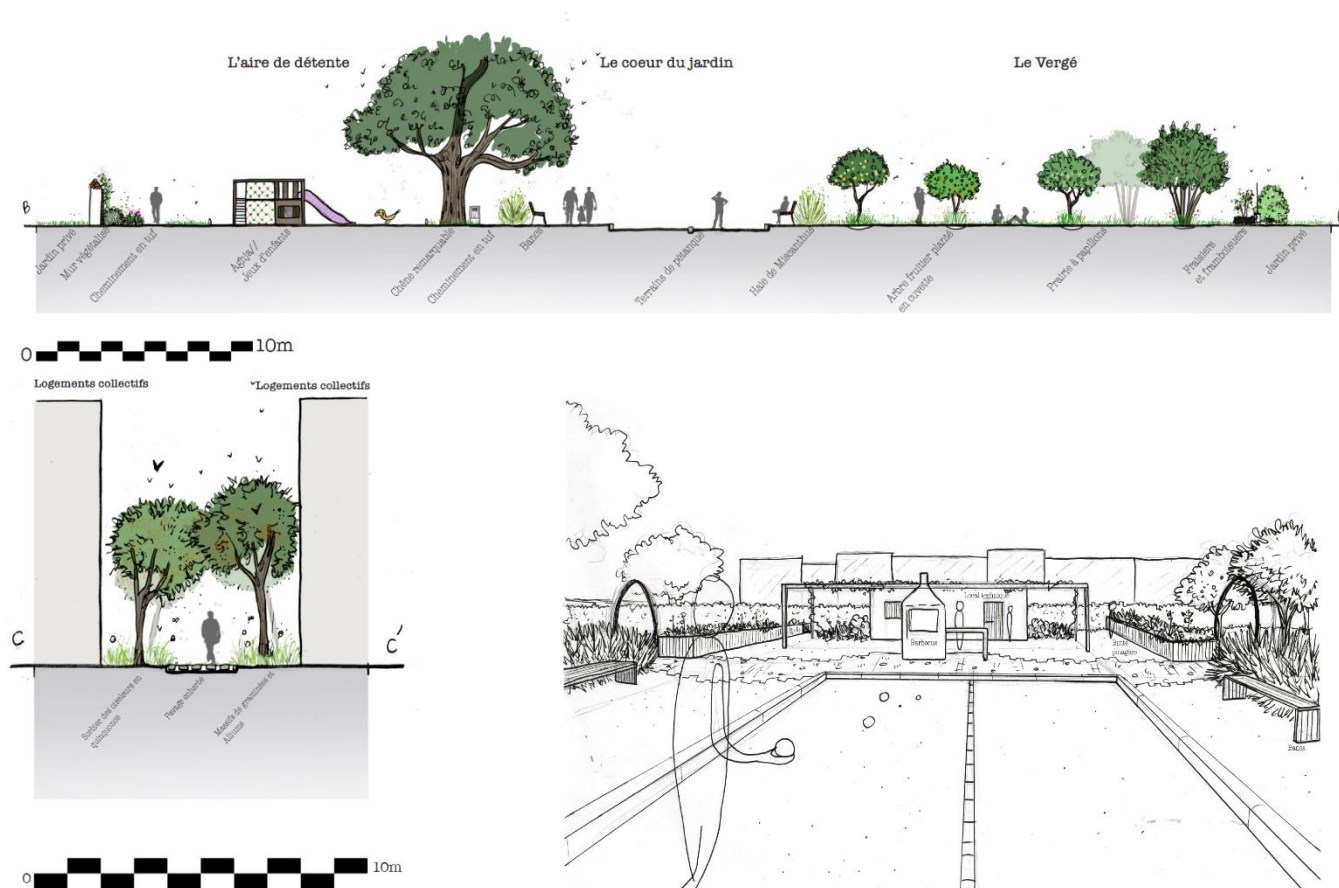 L'aire de détente
Le coeur du jardin
Le Vergé
B
Jardin privé
Mur végétalisé
Cheminement en tuf
Jeux d'enfants
Chêne remarquable
Cheminement en tuf
Bancs
Terrains de pétanque
Haie de Miscanthus
Arbre fruitier planté
en cuvette
Prairie à papillons
Fraisiers
et framboisiers
Jardin privé
0
10m
Logements collectifs
Logements collectifs
C
C'
Sorbier des oiseleurs en
quinquonce
Pavage enherbé
Massifs de graminées et
Alliums
0
10m
Local technique
Barbecue
Bancs